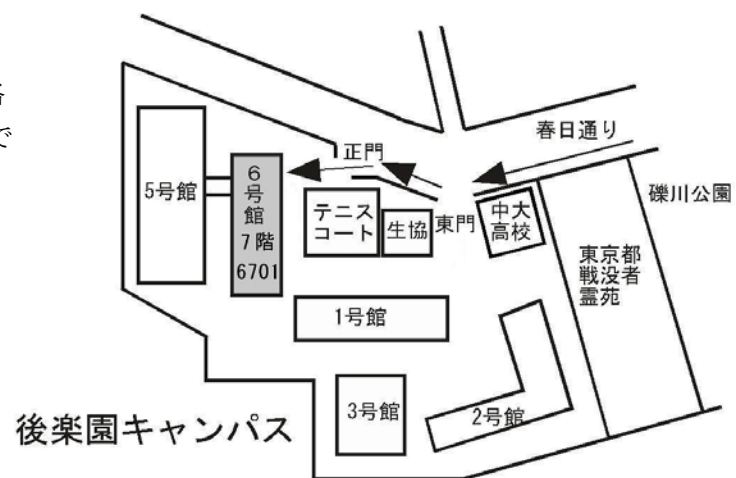 で
春日通り
正門
礫川公園
5号館
6
号
館
7階
6701
テニス
コート
生協
東門
中大
高校
東京都
戦没者
霊苑
1号館
3号館
2号館
後楽園キャンパス